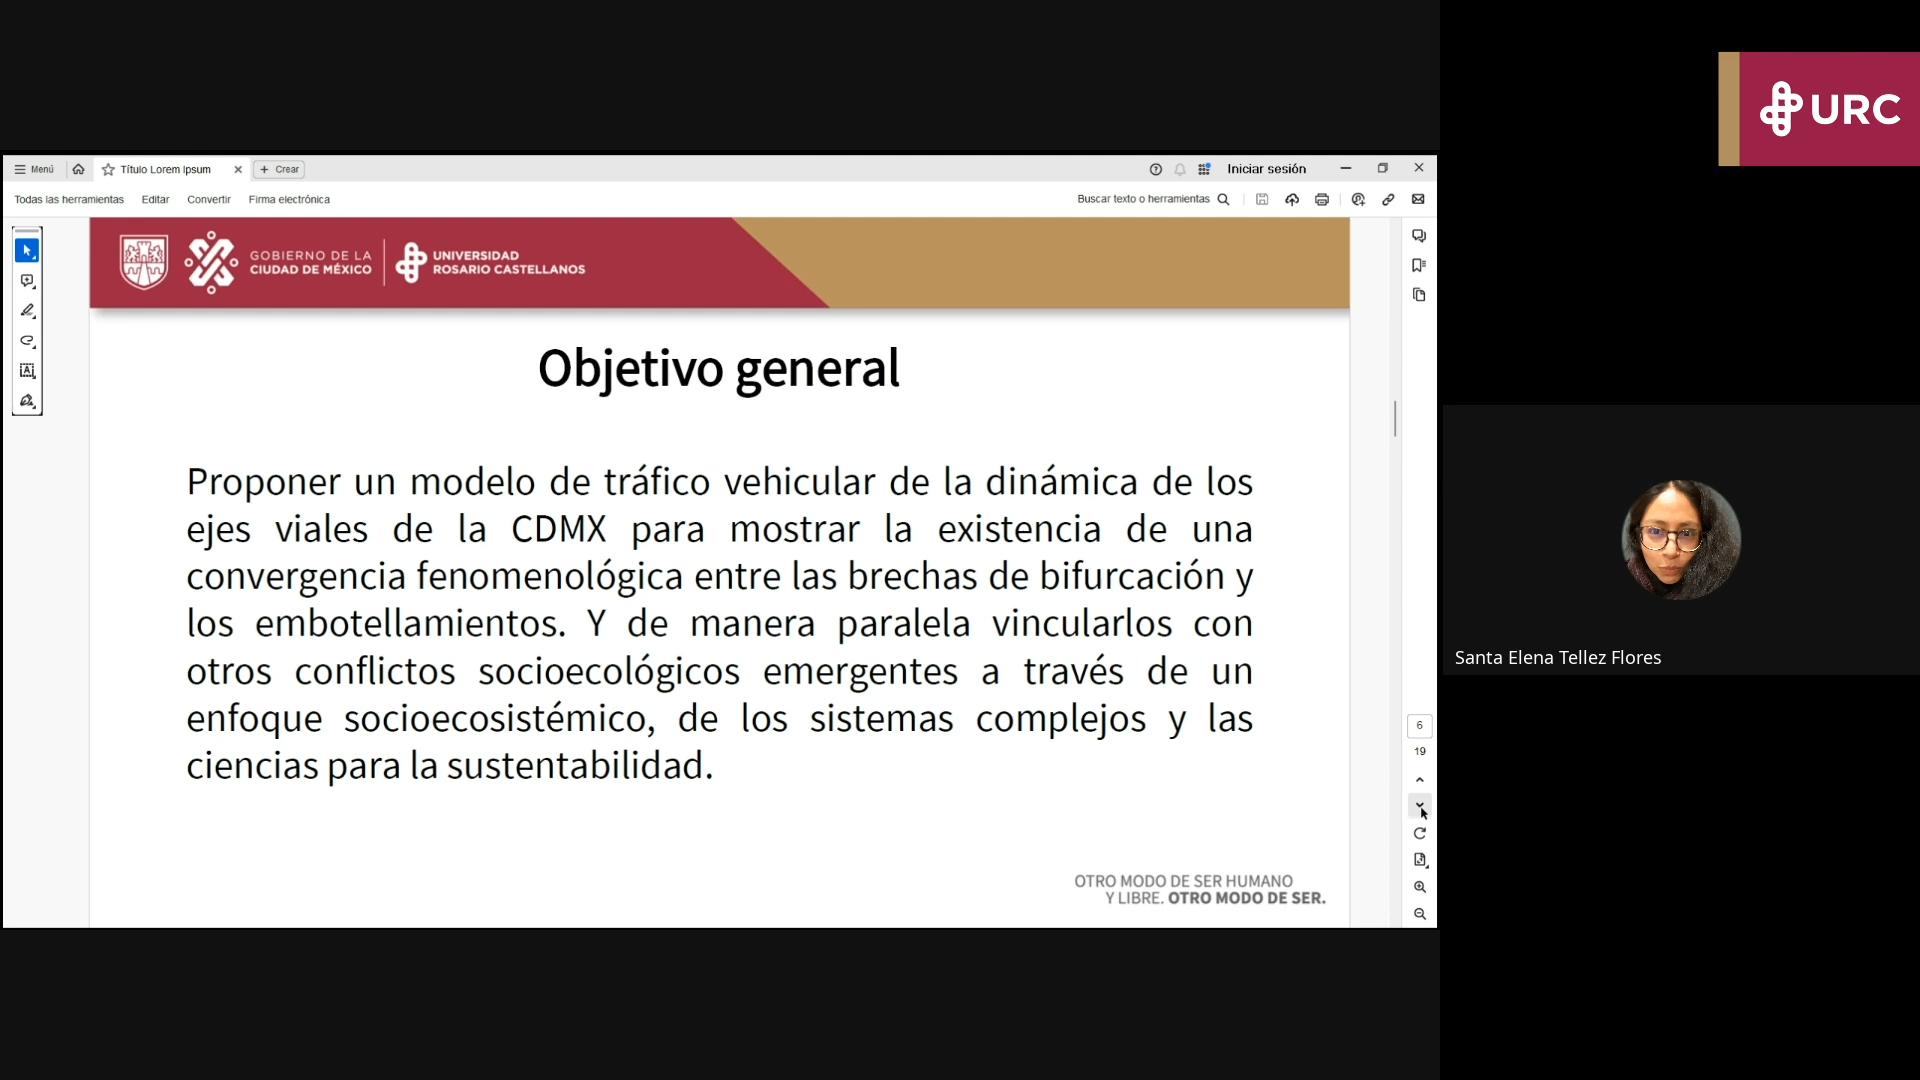 URC
Menú
Título Lorem Ipsum
Crear
Iniciar sesión
Todas las herramientas
Editar
Convertir
Firma electrónica
Buscar texto o herramientas
GOBIERNO DE LA
CIUDAD DE MÉXICO
UNIVERSIDAD
ROSARIO CASTELLANOS
Objetivo general
Proponer un modelo de tráfico vehicular de la dinámica de los
ejes viales de la CDMX para mostrar la existencia de una
convergencia fenomenológica entre las brechas de bifurcación y
los embotellamientos. Y de manera paralela vincularlos con
otros conflictos socioecológicos emergentes a través de un
enfoque socioecosistémico, de los sistemas complejos y las
ciencias para la sustentabilidad.
OTRO MODO DE SER HUMANO
Y LIBRE. OTRO MODO DE SER.
6
19
Santa Elena Tellez Flores